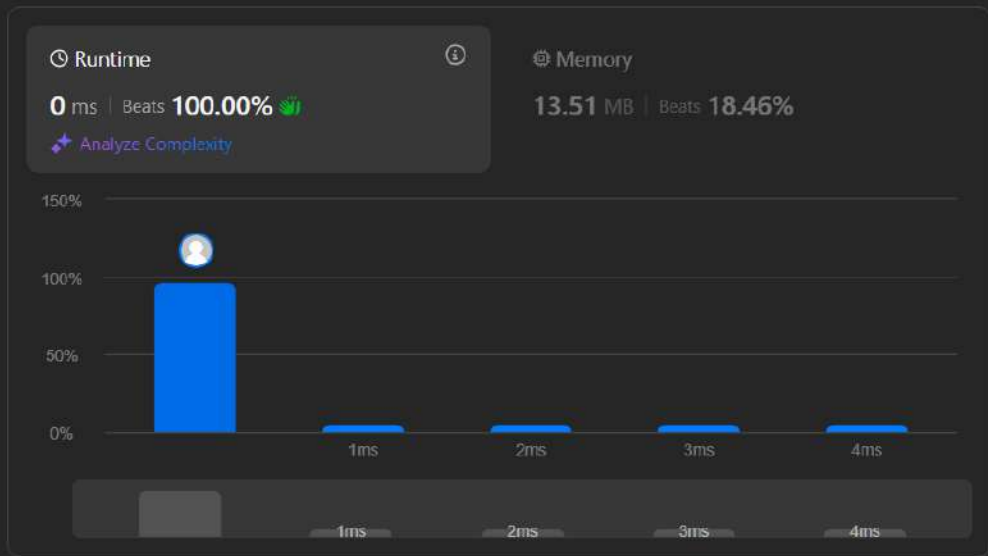 Runtime
0 ms | Beats 100.00%
Analyze Complexity
Memory
13.51 MB | Beats 18.46%
150%
100%
50%
0%
1ms 2ms 3ms 4ms
1ms 2ms 3ms 4ms